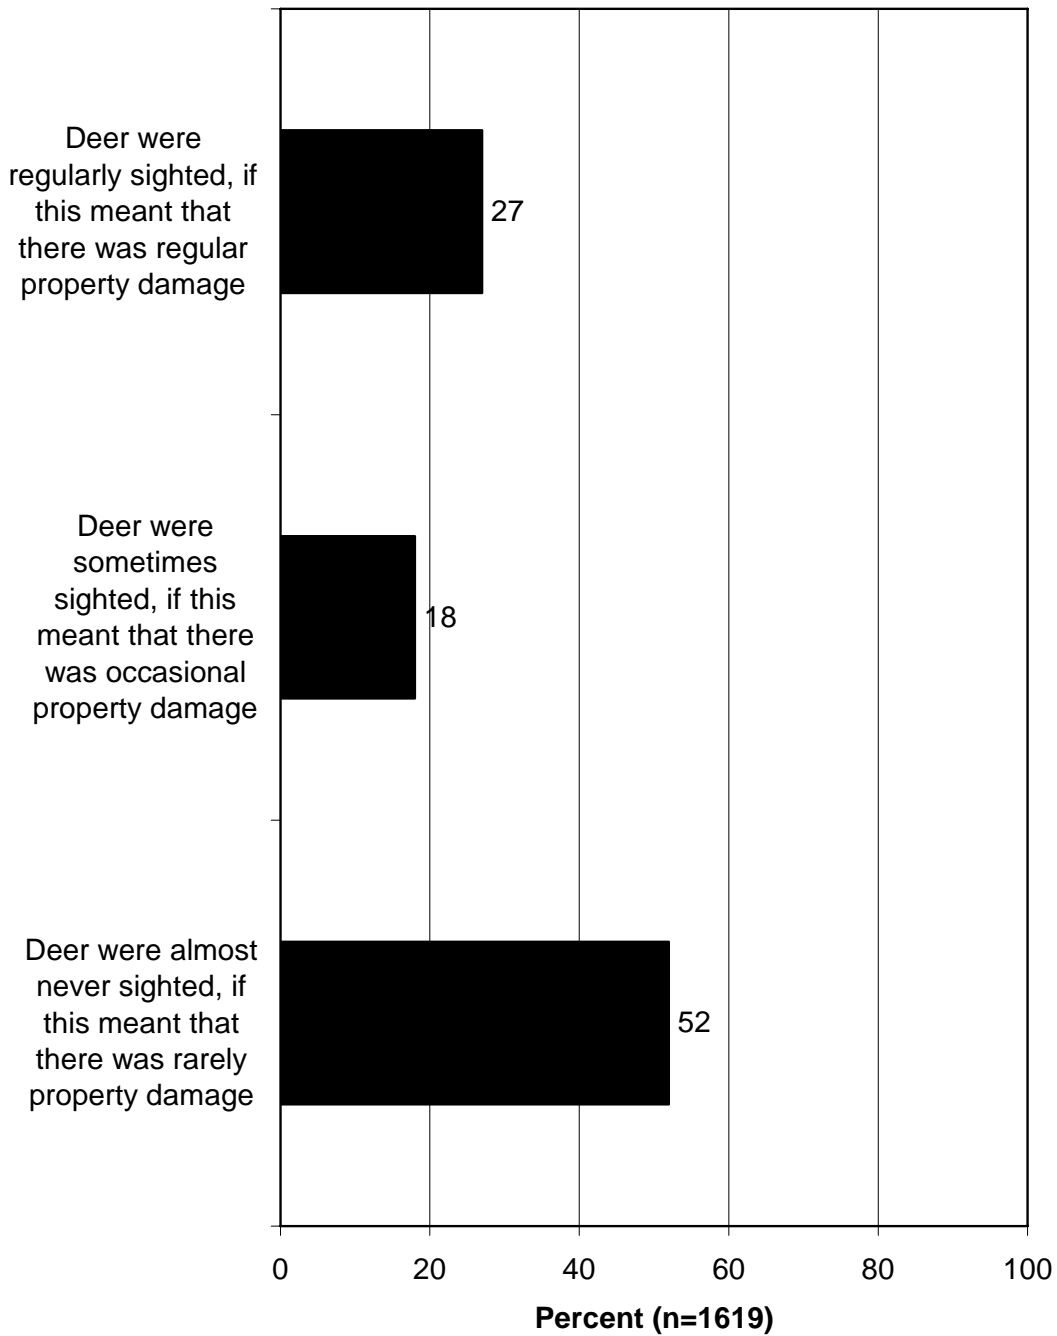 Deer were
regularly sighted, if
this meant that
there was regular
property damage
27
Deer were
sometimes
sighted, if this
meant that there
was occasional
property damage
18
Deer were almost
never sighted, if
this meant that
there was rarely
property damage
52
0 20 40 60 80 100
Percent (n=1619)